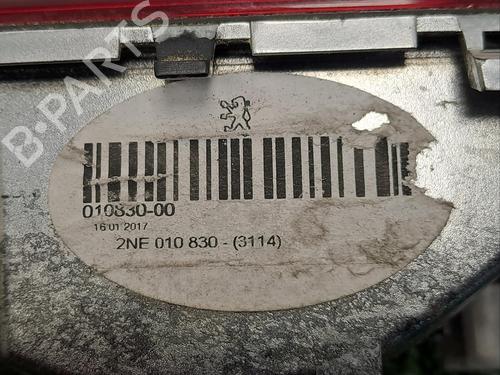 B-PARTS
010830-00
16.01.2017
2NE 010 830 - (3114)